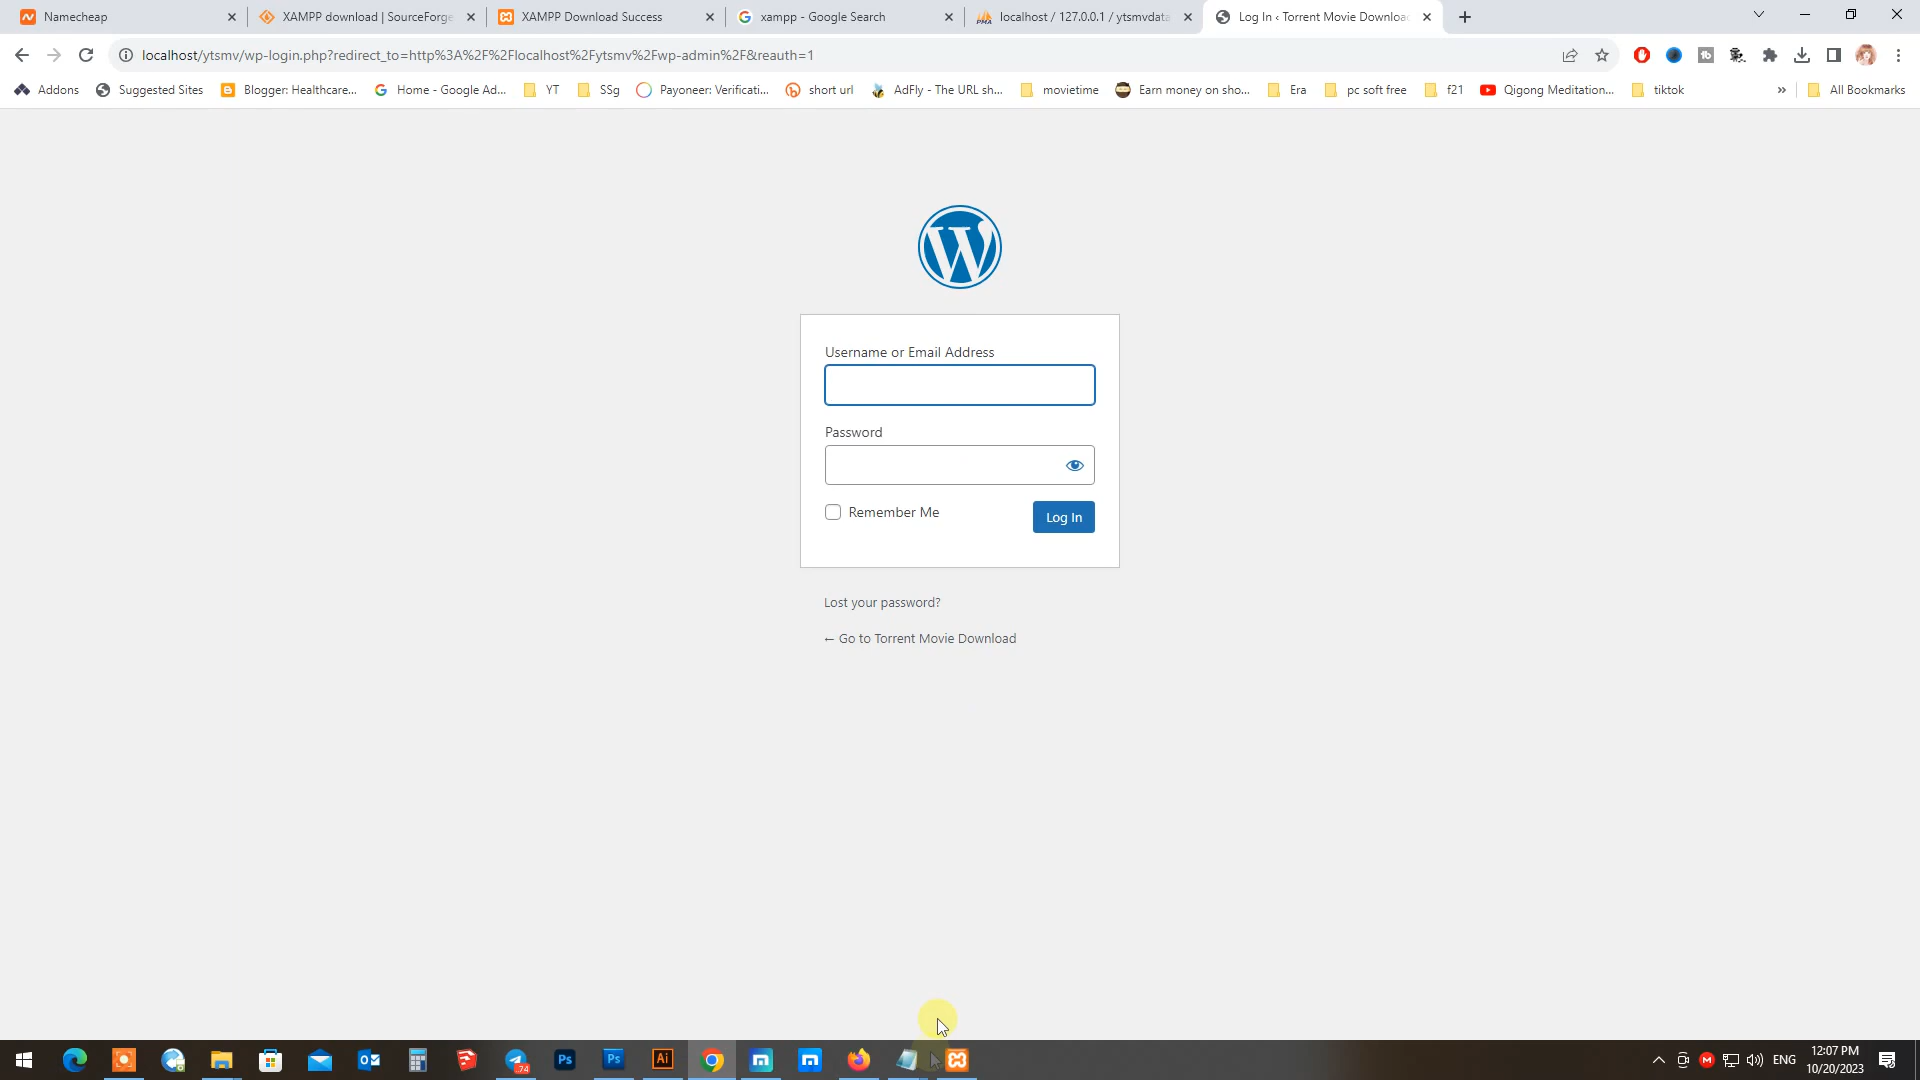 Namecheap
XAMPP download | SourceForge
XAMPP Download Success
xampp - Google Search
localhost / 127.0.0.1 / ytsmvdata
Log In ‹ Torrent Movie Download
localhost/ytsmv/wp-login.php?redirect_to=http%3A%2F%2Flocalhost%2Fytsmv%2Fwp-admin%2F&reauth=1
Addons
Suggested Sites
Blogger: Healthcare...
Home - Google Ad...
YT
SSg
Payoneer: Verificati...
short url
AdFly - The URL sh...
movietime
Earn money on sho...
Era
pc soft free
f21
Qigong Meditation...
tiktok
»
All Bookmarks
Username or Email Address
Password
Remember Me
Log In
Lost your password?
← Go to Torrent Movie Download
74
ENG
12:07 PM
10/20/2023